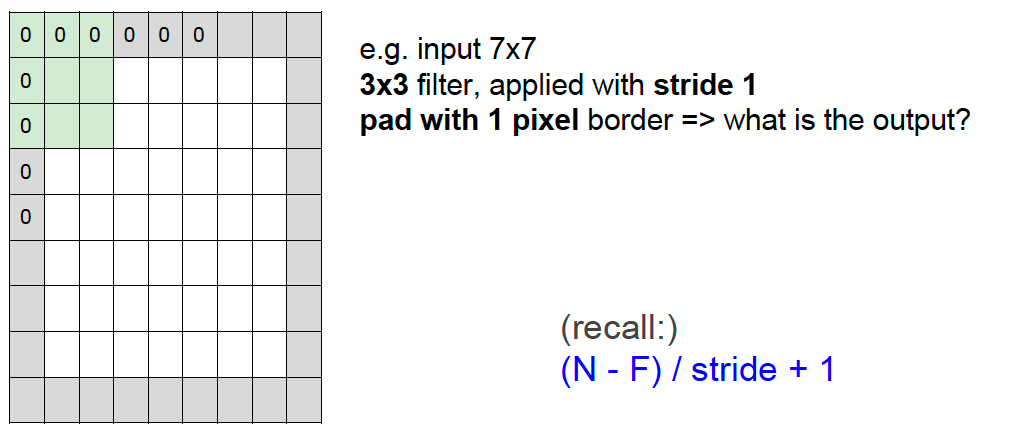 0 0 0 0 0 0
0
0
0
0
e.g. input 7x7
3x3 filter, applied with stride 1
pad with 1 pixel border => what is the output?
(recall:)
(N - F) / stride + 1